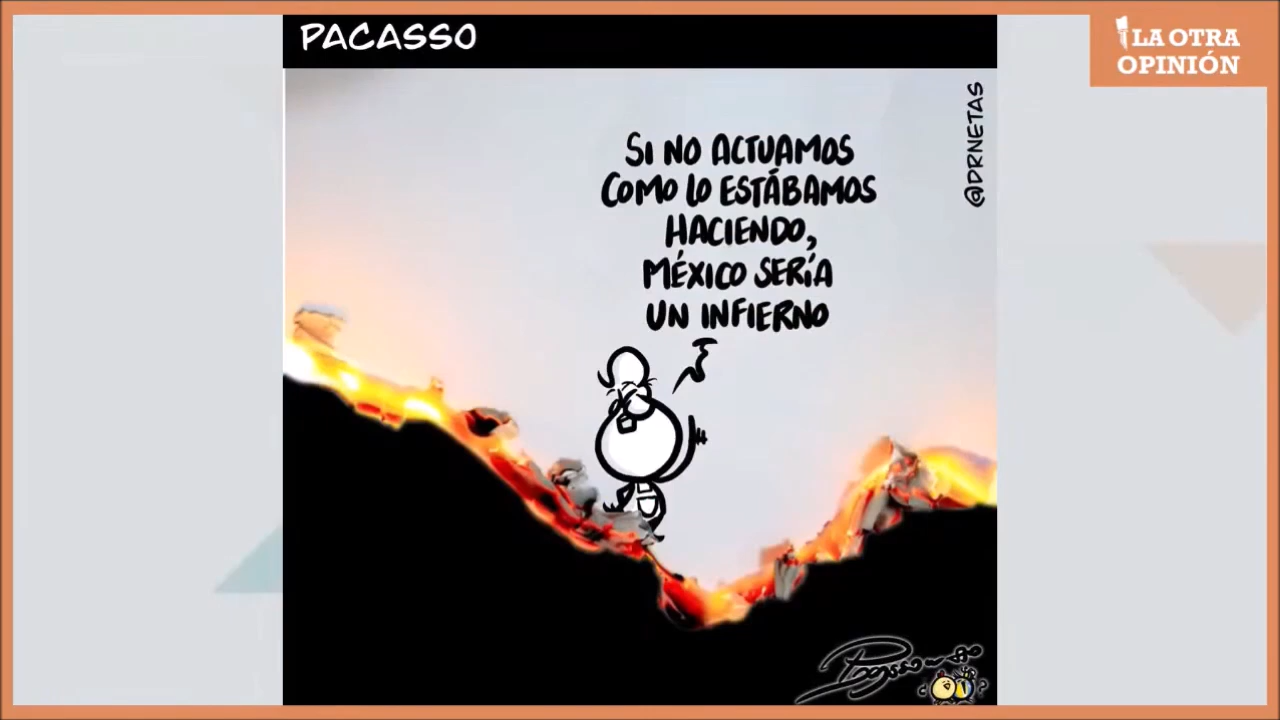 PACASSO
LA OTRA
OPINIÓN
@DRNETAS
SI NO ACTUAMOS
COMO LO ESTÁBAMOS
HACIENDO,
MÉXICO SERÍA
UN INFIERNO